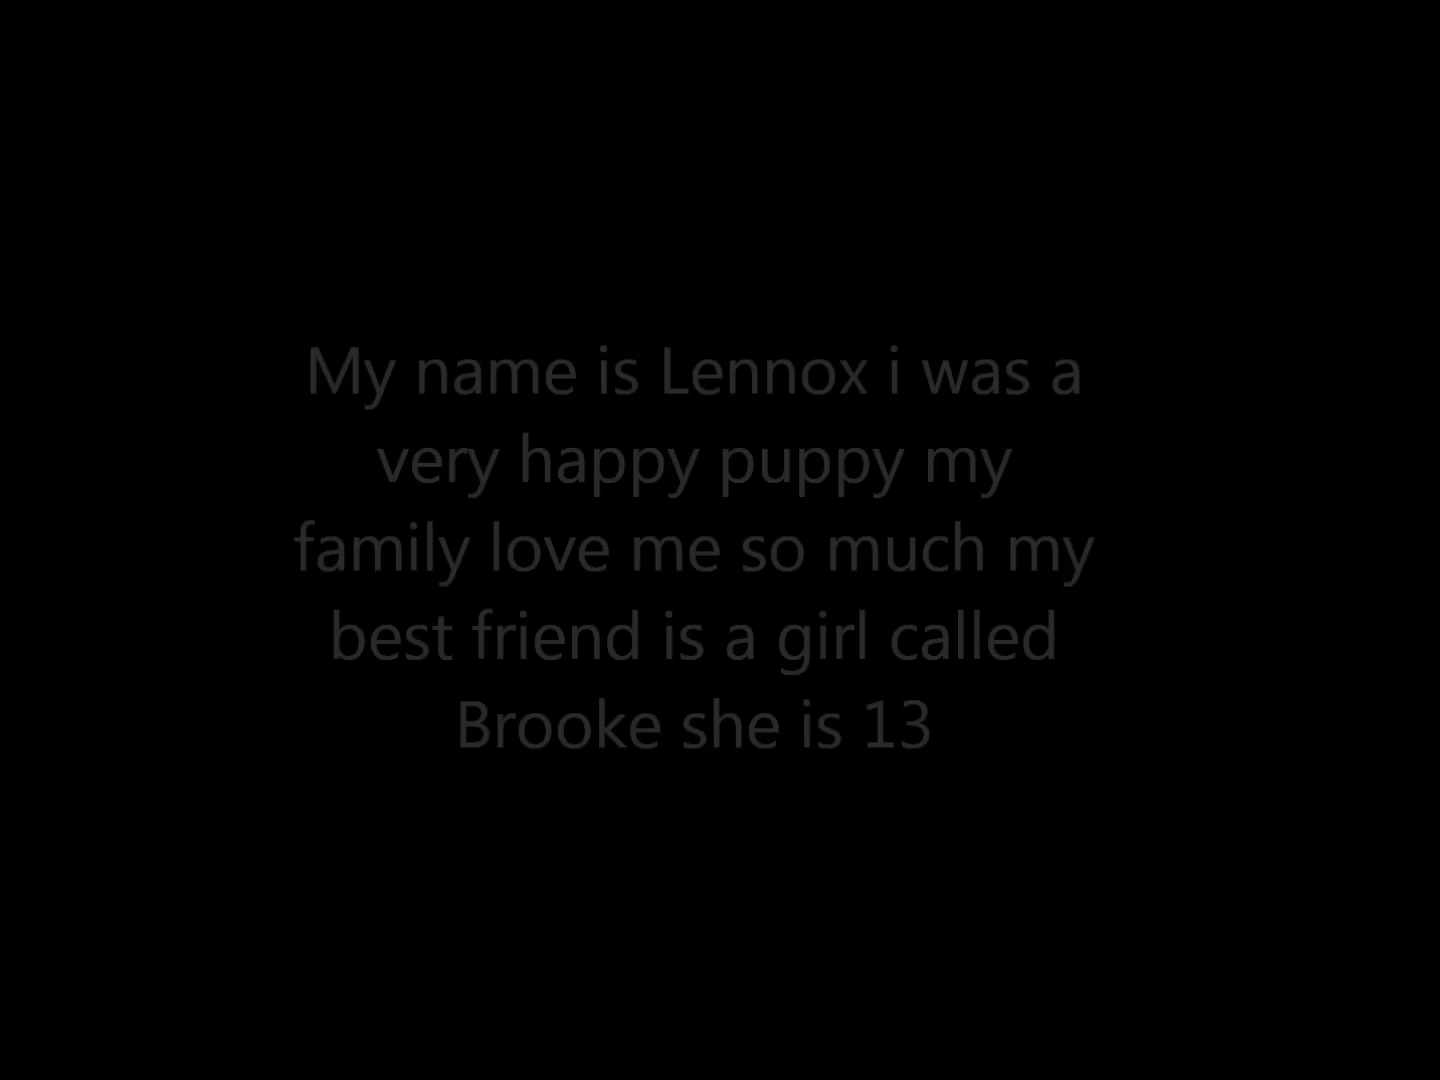 My name is Lennox i was a
very happy puppy my
family love me so much my
best friend is a girl called
Brooke she is 13